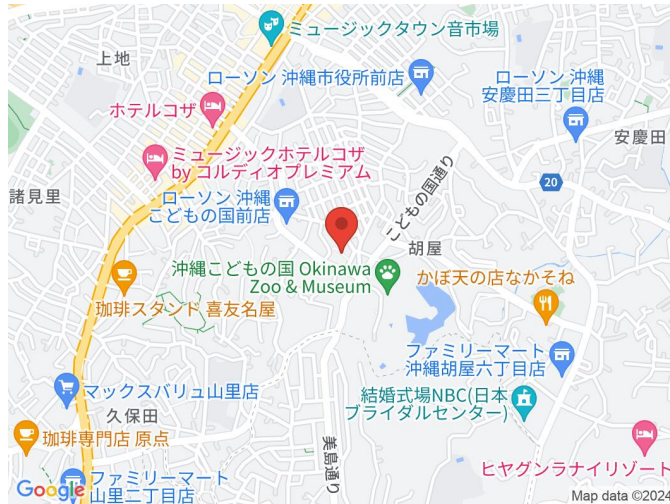 ミュージックタウン音市場
上地
ローソン 沖縄
市役所前店
ローソン 沖縄
安慶田三丁目店
ホテルコザ
安慶田
ミュージックホテルコザ
by コルディオプレミアム
こどもの国通り
20
諸見里
ローソン 沖縄
こどもの国前店
胡屋
沖縄こどもの国 Okinawa
Zoo & Museum
かぼ天の店なかそね
珈琲スタンド 喜友名屋
ファミリーマート
沖縄胡屋六丁目店
マックスバリュ山里店
結婚式場NBC(日本
ブライダルセンター)
久保田
珈琲専門店 原点
美島通り
ヒヤグンラナイリゾート
ファミリーマート
山里二丁目店
Google
Map data ©2024